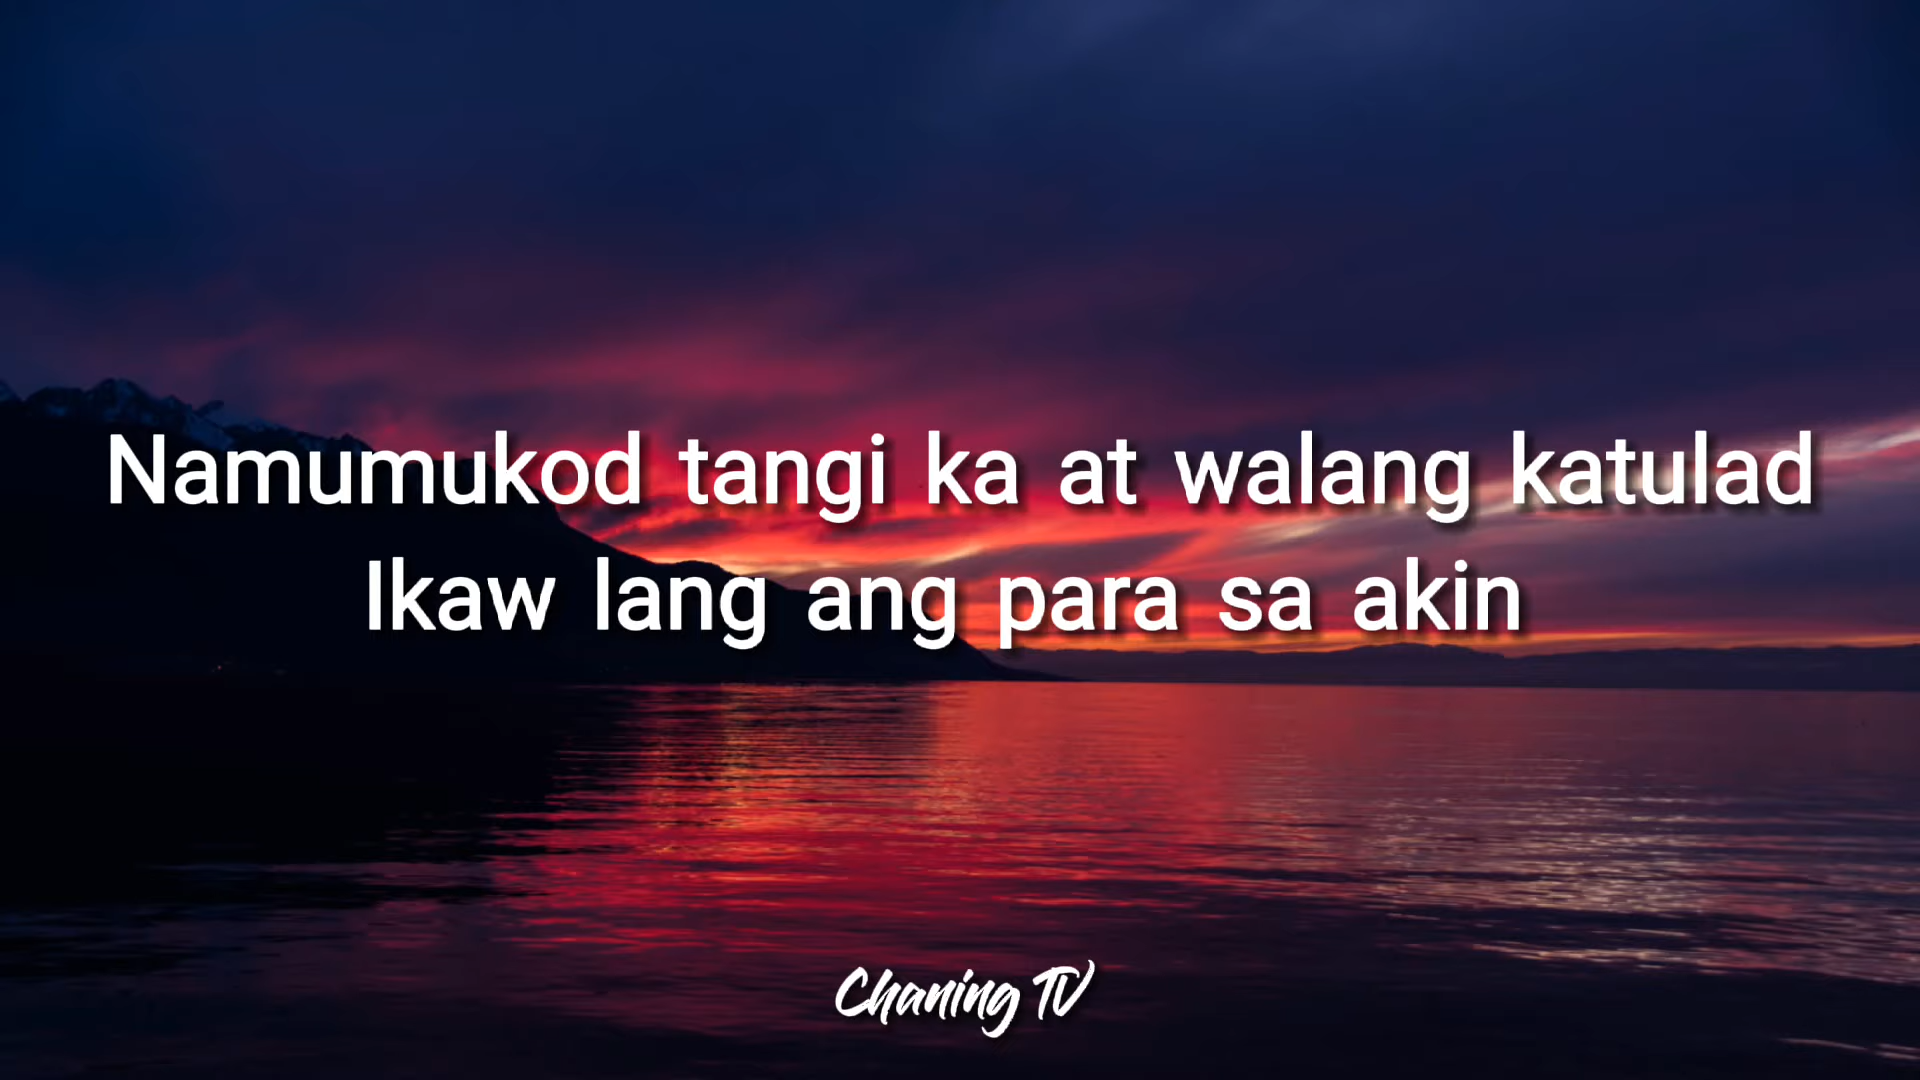 Namumukod tangi ka at walang katulad
Ikaw lang ang para sa akin
Chaning TV